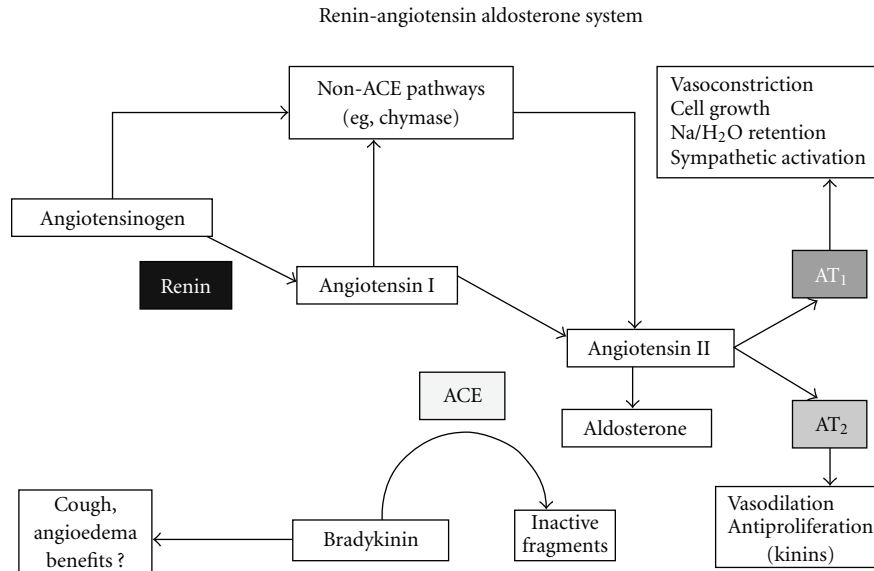 Renin-angiotensin aldosterone system
Non-ACE pathways
(eg, chymase)
Vasoconstriction
Cell growth
Na/H₂O retention
Sympathetic activation
Angiotensinogen
Renin
Angiotensin I
AT₁
Angiotensin II
ACE
Aldosterone
AT₂
Cough,
angioedema
benefits ?
Bradykinin
Inactive
fragments
Vasodilation
Antiproliferation
(kinins)